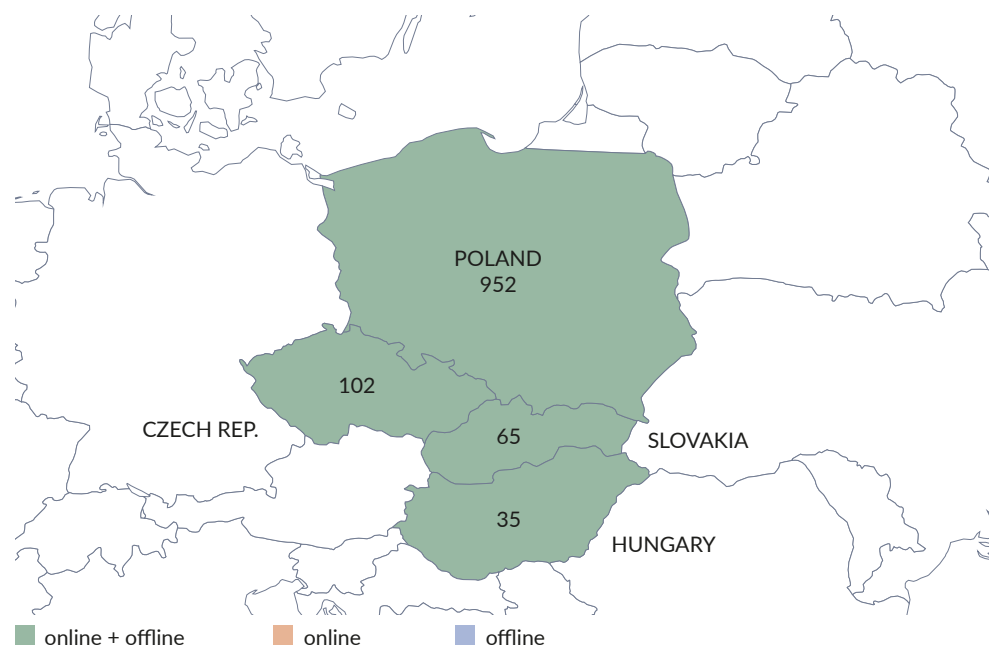 POLAND
952
102
CZECH REP.
65
SLOVAKIA
35
HUNGARY
online + offline
online
offline